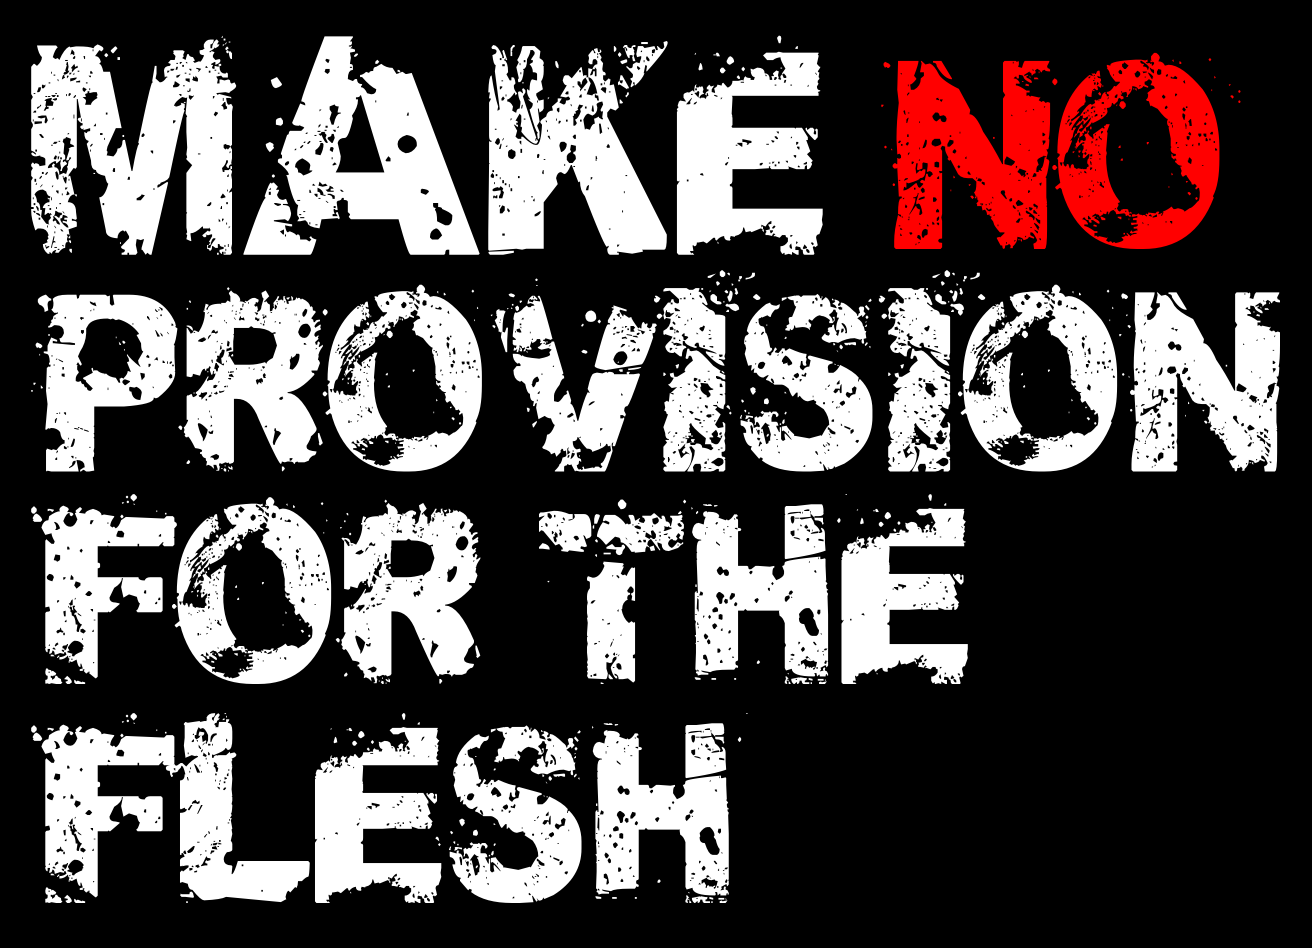 MAKE NO
PROVISION
FOR THE
FLESH